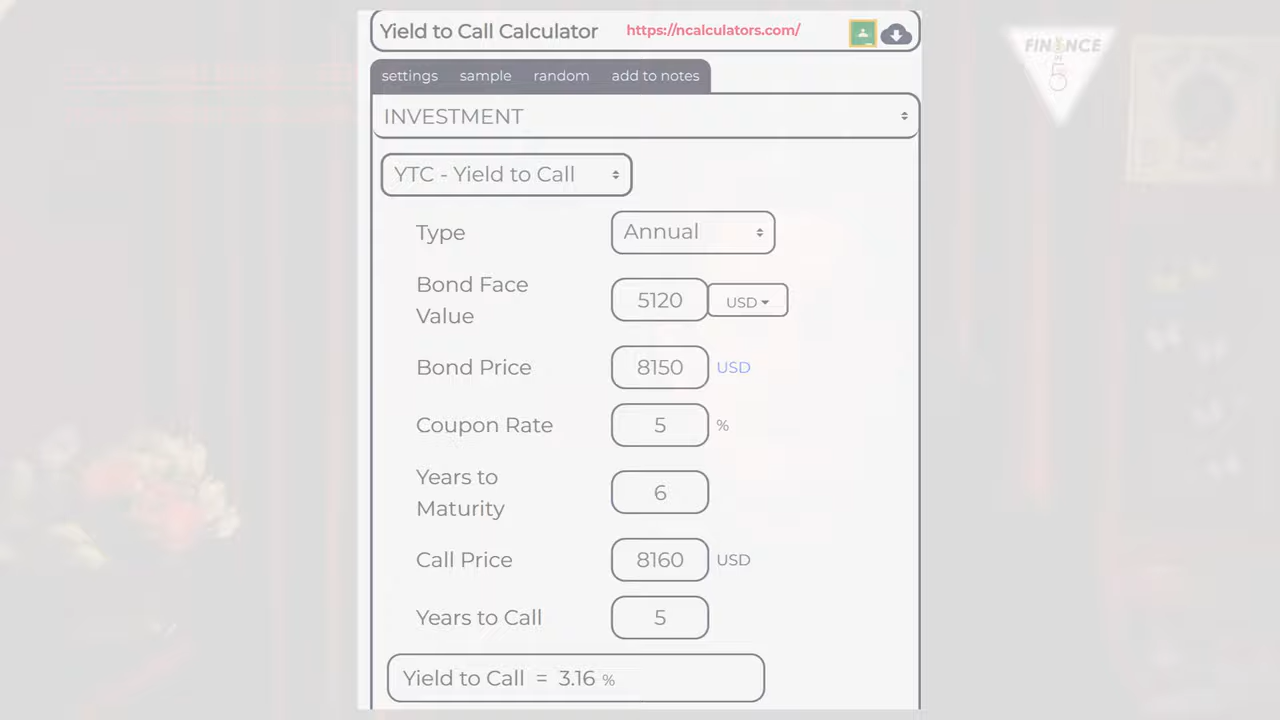 Yield to Call Calculator https://ncalculators.com/
FINANCE
IN
5
settings sample random add to notes
INVESTMENT
YTC - Yield to Call
Type Annual
Bond Face
Value 5120 USD
Bond Price 8150 USD
Coupon Rate 5 %
Years to
Maturity 6
Call Price 8160 USD
Years to Call 5
Yield to Call = 3.16 %